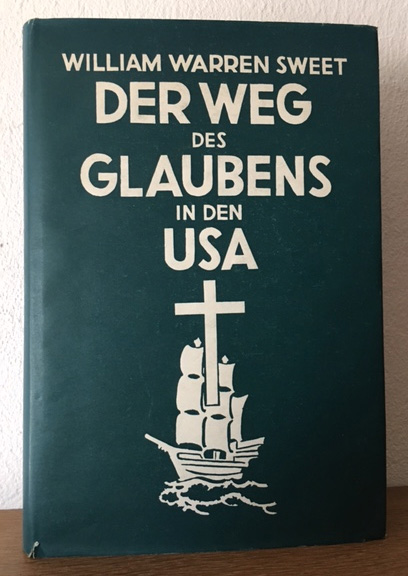 WILLIAM WARREN SWEET
DER WEG
DES
GLAUBENS
IN DEN
USA